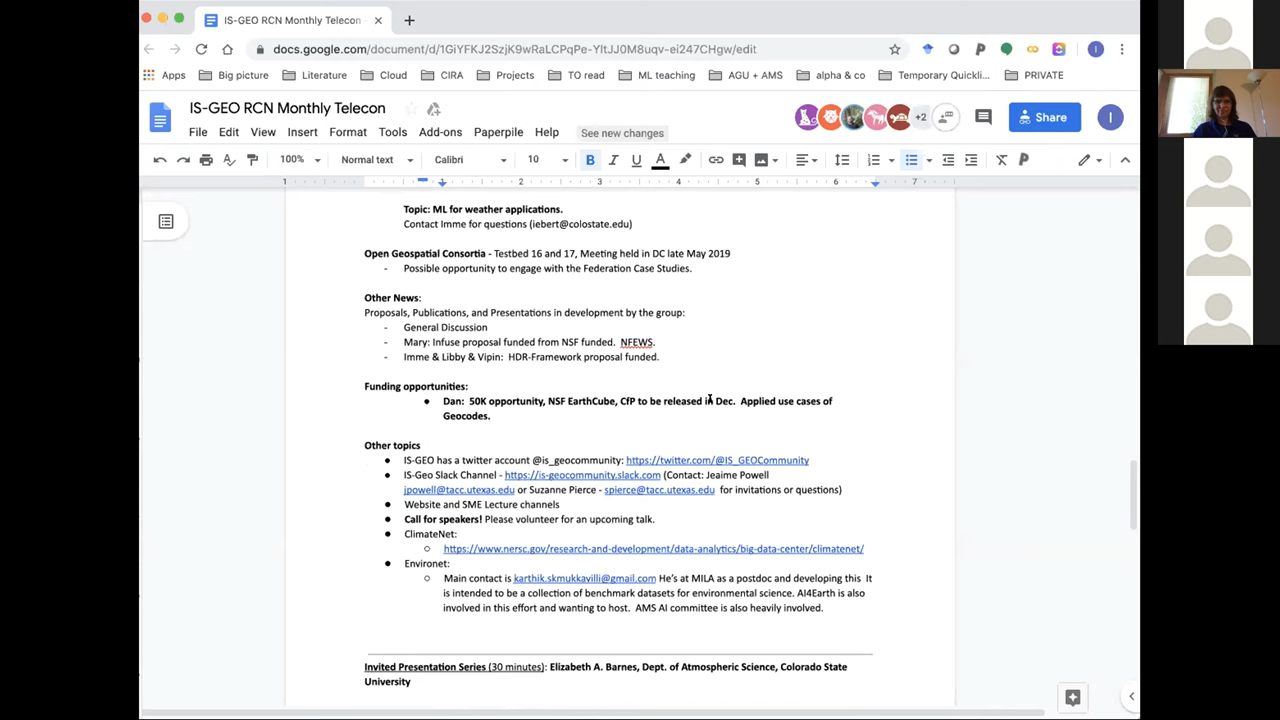 IS-GEO RCN Monthly Telecon
docs.google.com/document/d/1GiYFKJ2SzjK9wRaLCPqPe-YltJJ0M8uqv-ei247CHgw/edit
Apps Big picture Literature Cloud CIRA Projects TO read ML teaching AGU + AMS alpha & co Temporary Quickli... PRIVATE
IS-GEO RCN Monthly Telecon
+2 Share I
File Edit View Insert Format Tools Add-ons Paperpile Help See new changes
100% Normal text Calibri 10 B I U A
1 1 2 3 4 5 6 7
Topic: ML for weather applications.
Contact Imme for questions (iebert@colostate.edu)
Open Geospatial Consortia - Testbed 16 and 17, Meeting held in DC late May 2019
- Possible opportunity to engage with the Federation Case Studies.
Other News:
Proposals, Publications, and Presentations in development by the group:
- General Discussion
- Mary: Infuse proposal funded from NSF funded. NFEWS.
- Imme & Libby & Vipin: HDR-Framework proposal funded.
Funding opportunities:
● Dan: 50K opportunity, NSF EarthCube, CfP to be released in Dec. Applied use cases of
Geocodes.
Other topics
● IS-GEO has a twitter account @is_geocommunity: https://twitter.com/@IS_GEOCommunity
● IS-Geo Slack Channel - https://is-geocommunity.slack.com (Contact: Jeaime Powell
jpowell@tacc.utexas.edu or Suzanne Pierce - spierce@tacc.utexas.edu for invitations or questions)
● Website and SME Lecture channels
● Call for speakers! Please volunteer for an upcoming talk.
● ClimateNet:
○ https://www.nersc.gov/research-and-development/data-analytics/big-data-center/climatenet/
● Environet:
○ Main contact is karthik.skmukkavilli@gmail.com He's at MILA as a postdoc and developing this It
is intended to be a collection of benchmark datasets for environmental science. AI4Earth is also
involved in this effort and wanting to host. AMS AI committee is also heavily involved.
Invited Presentation Series (30 minutes): Elizabeth A. Barnes, Dept. of Atmospheric Science, Colorado State
University